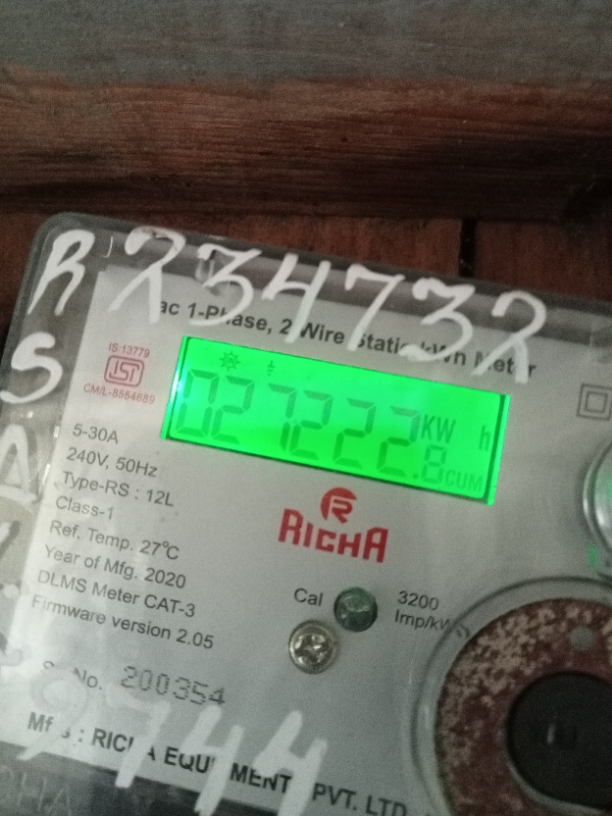 R 234732
ac 1-Phase, 2 Wire Static kWh Meter
IS:13779
ISI
CM/L-8554689
S
027222.8 KW h
CUM
5-30A
240V, 50Hz
Type-RS : 12L
Class-1
Ref. Temp. 27°C
Year of Mfg. 2020
DLMS Meter CAT-3
Firmware version 2.05
RICHA
Cal
3200
Imp/kW
No. 200354
9744
RICHA EQUIPMENT PVT. LTD.